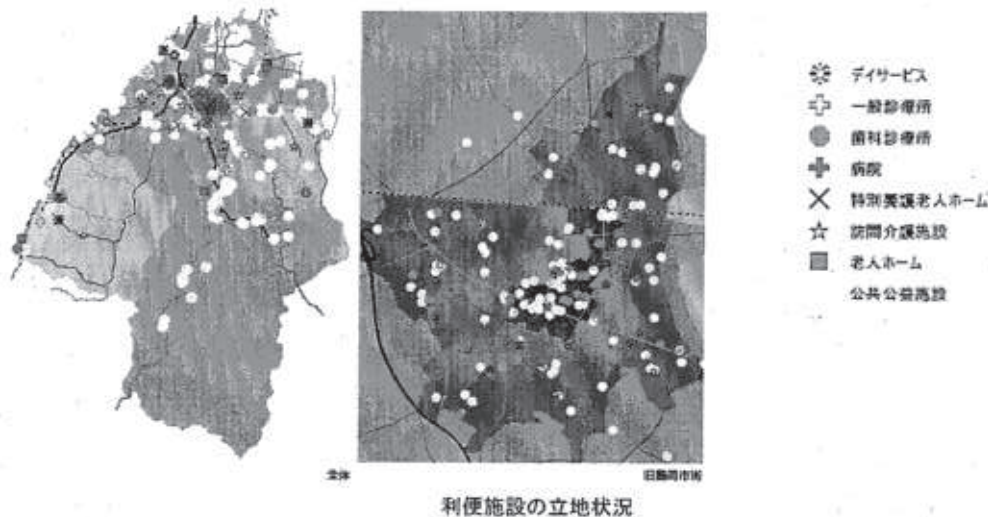 デイサービス
一般診療所
歯科診療所
病院
特別養護老人ホーム
訪問介護施設
老人ホーム
公共公益施設
全体
旧鶴岡市街
利便施設の立地状況